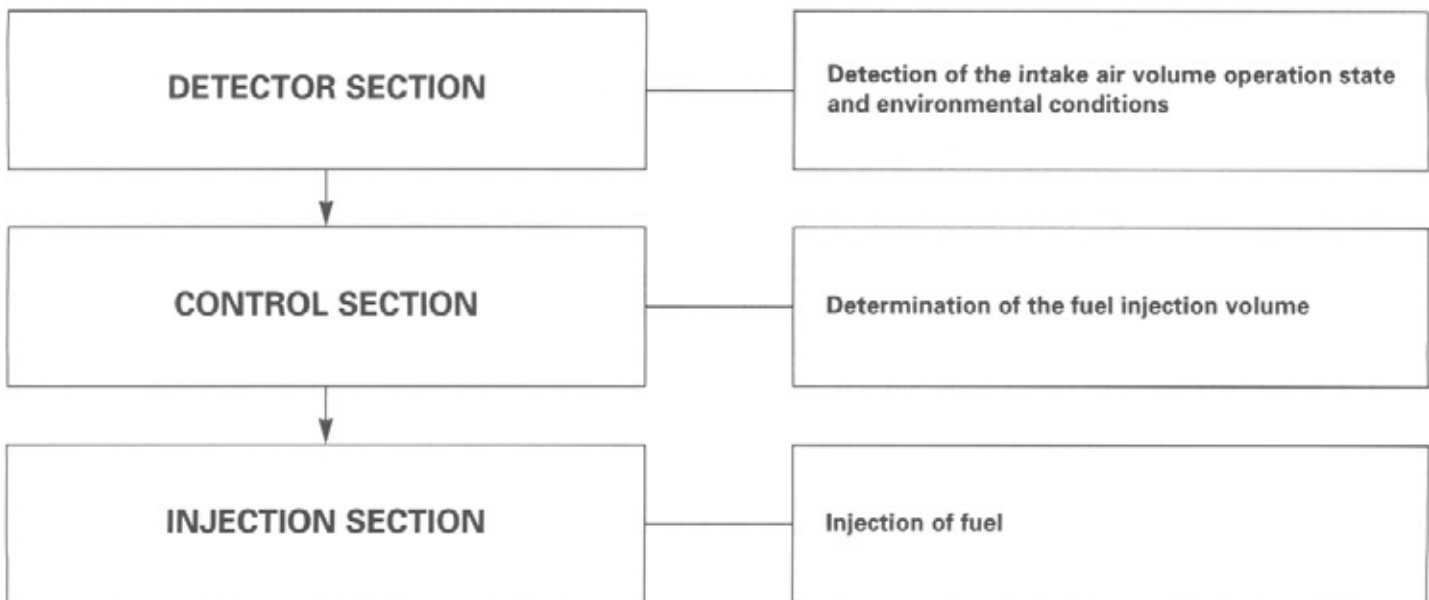 DETECTOR SECTION
Detection of the intake air volume operation state
and environmental conditions
CONTROL SECTION
Determination of the fuel injection volume
INJECTION SECTION
Injection of fuel